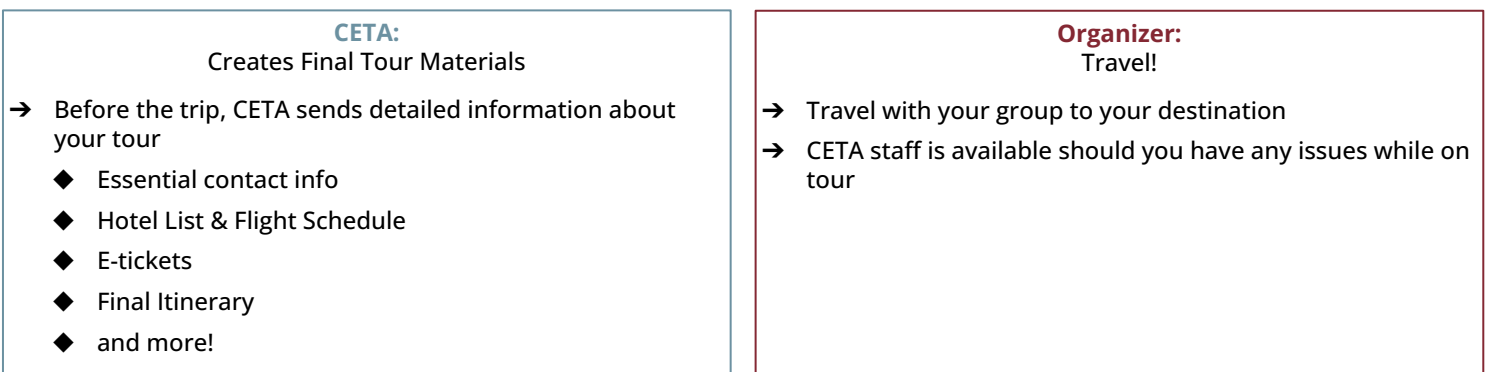 CETA:
Creates Final Tour Materials
➔ Before the trip, CETA sends detailed information about
your tour
◆ Essential contact info
◆ Hotel List & Flight Schedule
◆ E-tickets
◆ Final Itinerary
◆ and more!
Organizer:
Travel!
➔ Travel with your group to your destination
➔ CETA staff is available should you have any issues while on
tour